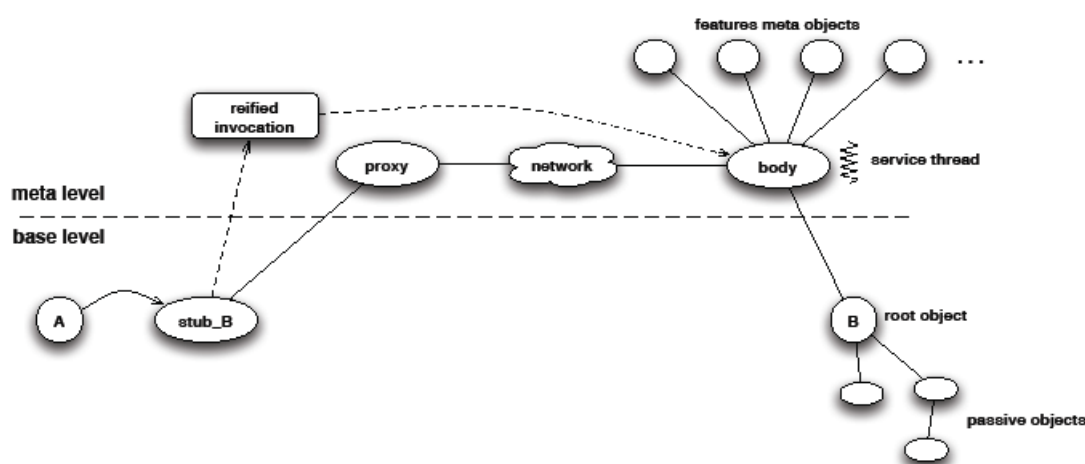 features meta objects
...
reified
invocation
proxy
network
body
service thread
meta level
base level
A
stub_B
B
root object
passive objects